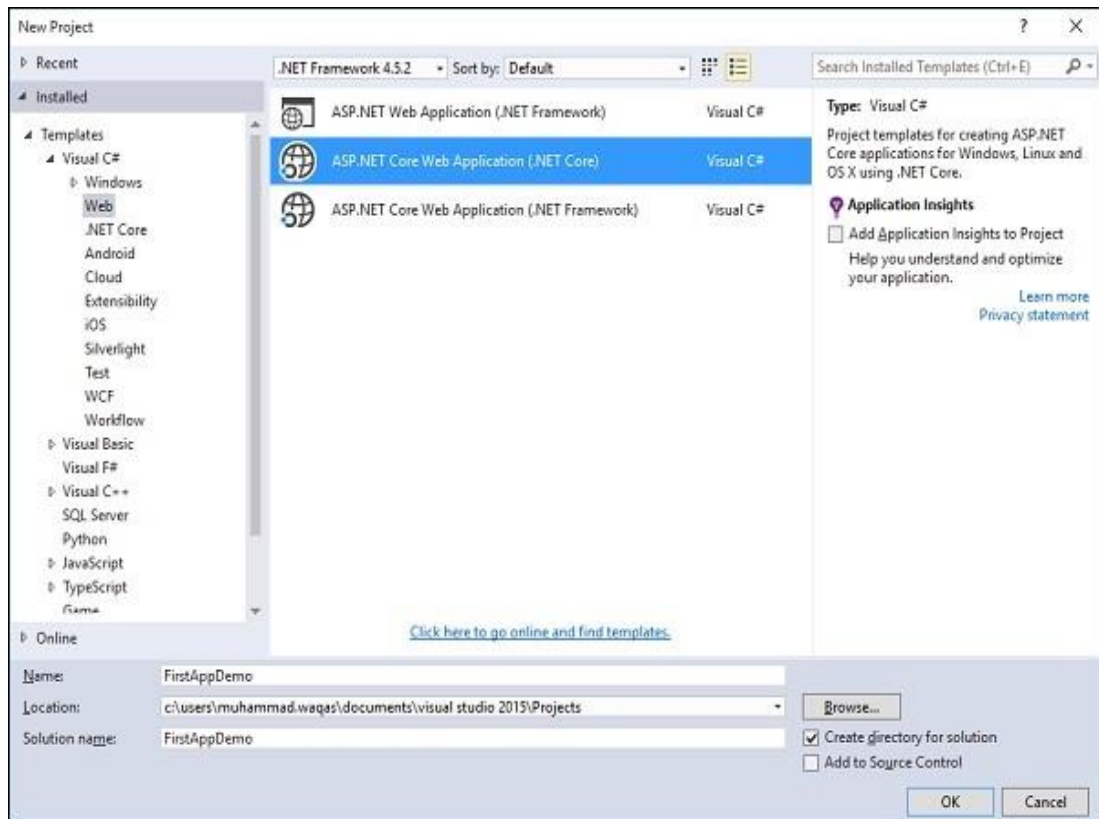 New Project
?
Recent
.NET Framework 4.5.2
Sort by: Default
Search Installed Templates (Ctrl+E)
Installed
Templates
Visual C#
Windows
Web
.NET Core
Android
Cloud
Extensibility
iOS
Silverlight
Test
WCF
Workflow
Visual Basic
Visual F#
Visual C++
SQL Server
Python
JavaScript
TypeScript
Game
Online
ASP.NET Web Application (.NET Framework) Visual C#
ASP.NET Core Web Application (.NET Core) Visual C#
ASP.NET Core Web Application (.NET Framework) Visual C#
Click here to go online and find templates.
Type: Visual C#
Project templates for creating ASP.NET
Core applications for Windows, Linux and
OS X using .NET Core.
Application Insights
Add Application Insights to Project
Help you understand and optimize
your application.
Learn more
Privacy statement
Name: FirstAppDemo
Location: c:\users\muhammad.waqas\documents\visual studio 2015\Projects
Browse...
Solution name: FirstAppDemo
Create directory for solution
Add to Source Control
OK
Cancel